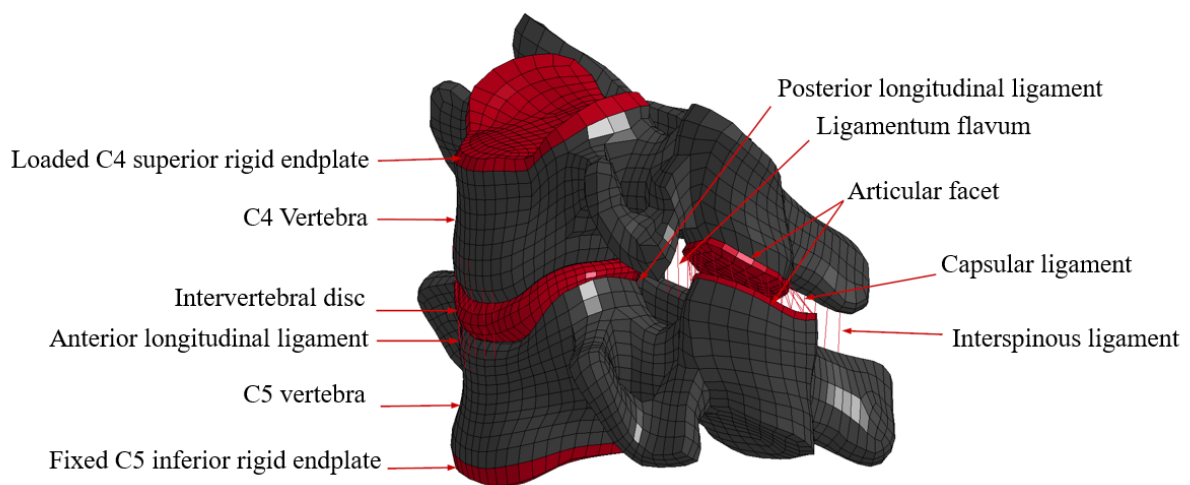 Posterior longitudinal ligament
Ligamentum flavum
Loaded C4 superior rigid endplate
Articular facet
C4 Vertebra
Capsular ligament
Intervertebral disc
Anterior longitudinal ligament
Interspinous ligament
C5 vertebra
Fixed C5 inferior rigid endplate